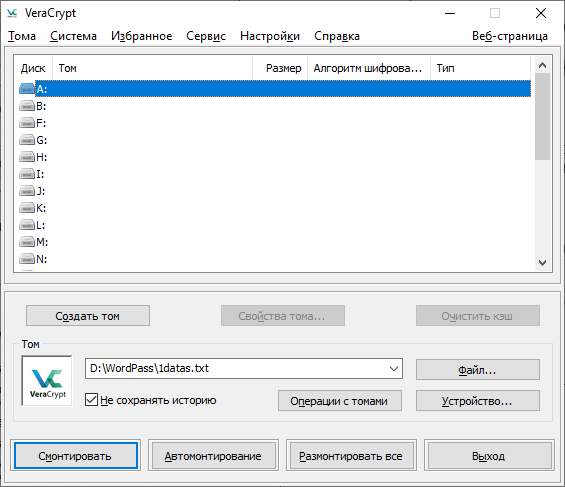 VeraCrypt
Тома Система Избранное Сервис Настройки Справка Веб-страница
Диск Том Размер Алгоритм шифрова... Тип
A:
B:
F:
G:
H:
I:
J:
K:
L:
M:
N:
Создать том Свойства тома... Очистить кэш
Том
VeraCrypt
D:\WordPass\1datas.txt
Файл...
Не сохранять историю
Операции с томами
Устройство...
Смонтировать Автомонтирование Размонтировать все Выход